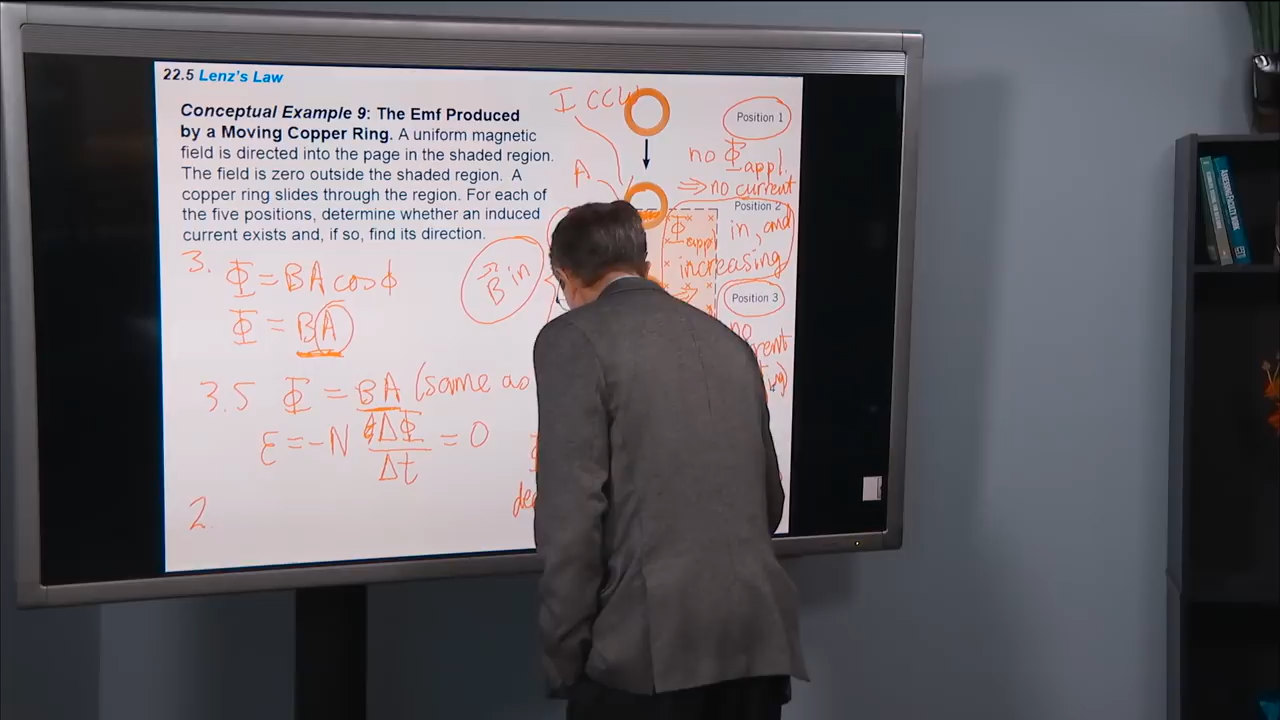 22.5 Lenz's Law
Conceptual Example 9: The Emf Produced
by a Moving Copper Ring. A uniform magnetic
field is directed into the page in the shaded region.
The field is zero outside the shaded region. A
copper ring slides through the region. For each of
the five positions, determine whether an induced
current exists and, if so, find its direction.
3.
Φ = BA cos ϕ
Φ = BA
3.5 Φ = BA (same as
ε = -N ΔΦ/Δt = 0
2
I CCW
A
B⃗ in
Position 1
no Φ appl.
⇒ no current
Position 2
Φ appl in, and
increasing
Position 3
no